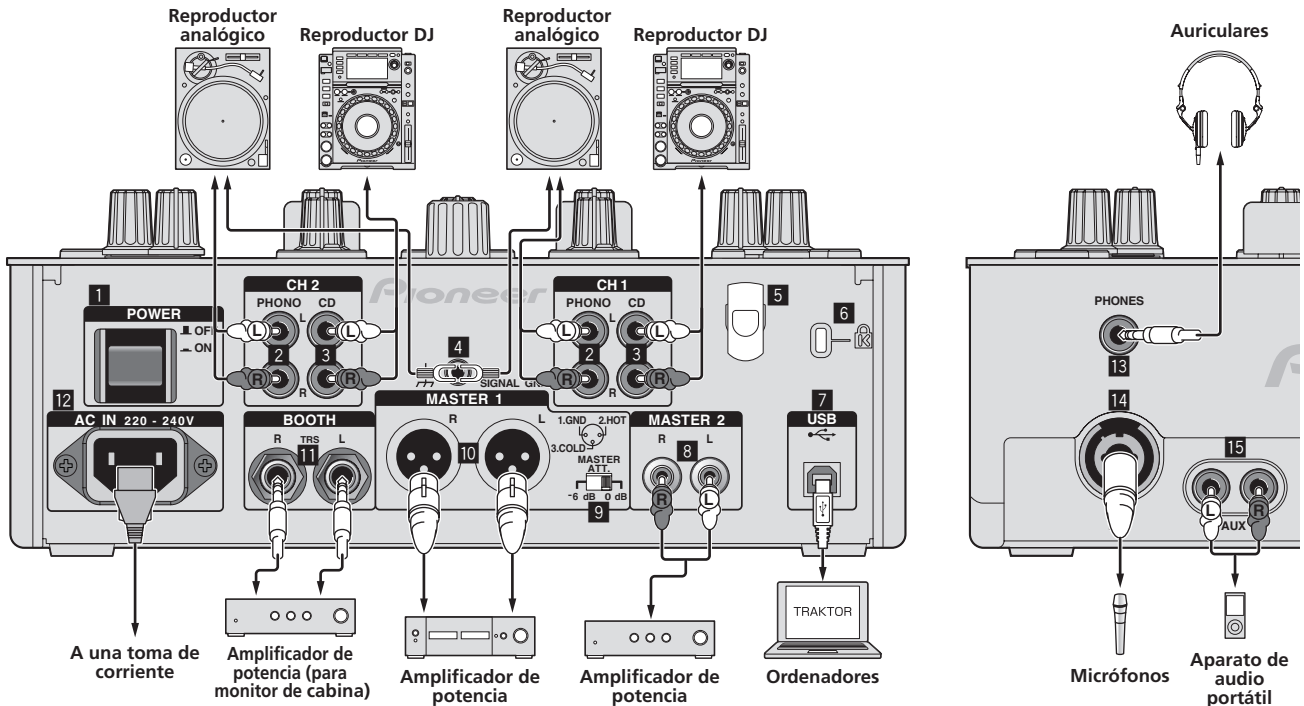 Reproductor
analógico
Reproductor DJ
Reproductor
analógico
Reproductor DJ
Auriculares
1
POWER
OFF
ON
CH 2
PHONO CD
L
L L
2 3
R R
R
Pioneer
4
SIGNAL
CH 1
PHONO CD
L
L L
2 3
R R
R
5
6
12
AC IN 220 - 240V
BOOTH
R TRS L
11
MASTER 1
R L
10
1.GND 2.HOT
3.COLD
MASTER
ATT.
-6 dB 0 dB
9
MASTER 2
R L
8
R L
7
USB
PHONES
13
14
15
L R
AUX
TRAKTOR
A una toma de
corriente
Amplificador de
potencia (para
monitor de cabina)
Amplificador de
potencia
Amplificador de
potencia
Ordenadores
Micrófonos
Aparato de
audio
portátil